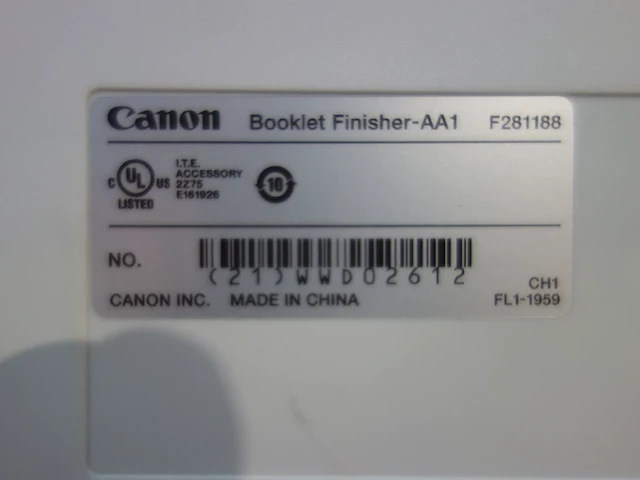 Canon Booklet Finisher-AA1 F281188
C UL US LISTED
I.T.E.
ACCESSORY
2Z75
E161926
10
NO. (21)WWD02612
CH1
CANON INC. MADE IN CHINA FL1-1959